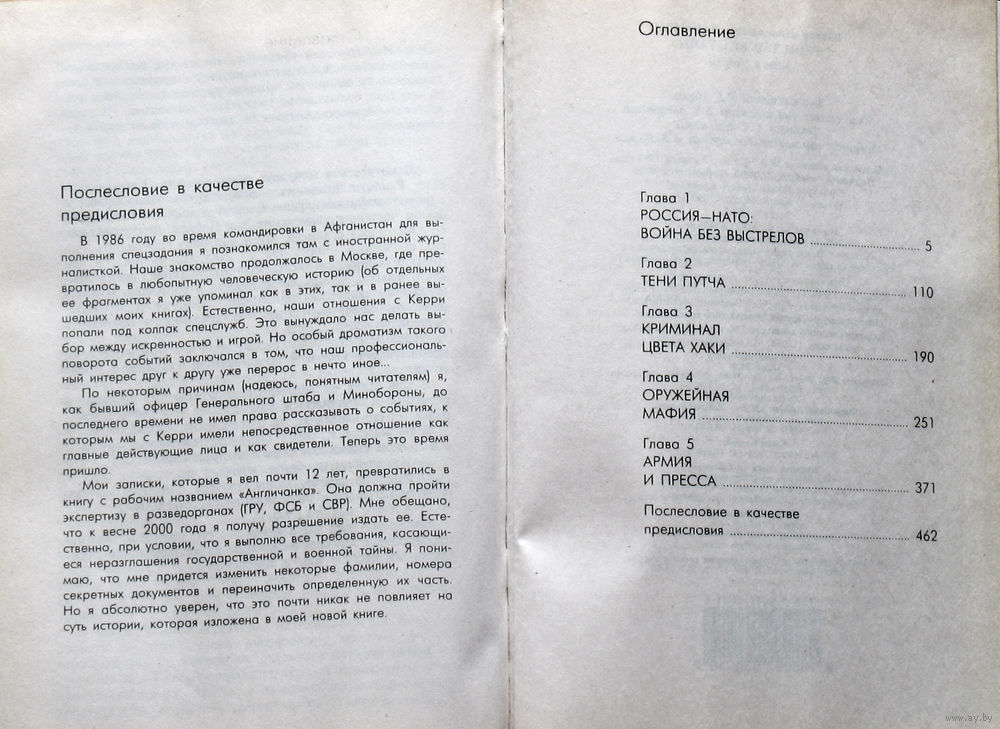 Послесловие в качестве
предисловия
В 1986 году во время командировки в Афганистан для вы-
полнения спецзадания я познакомился там с иностранной жур-
налисткой. Наше знакомство продолжалось в Москве, где пре-
вратилось в любопытную человеческую историю (об отдельных
ее фрагментах я уже упоминал как в этих, так и в ранее вы-
шедших моих книгах). Естественно, наши отношения с Керри
попали под колпак спецслужб. Это вынуждало нас делать вы-
бор между искренностью и игрой. Но особый драматизм такого
поворота событий заключался в том, что наш профессиональ-
ный интерес друг к другу уже перерос в нечто иное...
По некоторым причинам (надеюсь, понятным читателям) я,
как бывший офицер Генерального штаба и Минобороны, до
последнего времени не имел права рассказывать о событиях, к
которым мы с Керри имели непосредственное отношение как
главные действующие лица и как свидетели. Теперь это время
пришло.
Мои записки, которые я вел почти 12 лет, превратились в
книгу с рабочим названием «Англичанка». Она должна пройти
экспертизу в разведорганах (ГРУ, ФСБ и СВР). Мне обещано,
что к весне 2000 года я получу разрешение издать ее. Есте-
ственно, при условии, что я выполню все требования, касающи-
еся неразглашения государственной и военной тайны. Я пони-
маю, что мне придется изменить некоторые фамилии, номера
секретных документов и переиначить определенную их часть.
Но я абсолютно уверен, что это почти никак не повлияет на
суть истории, которая изложена в моей новой книге.
Оглавление
Глава 1
РОССИЯ—НАТО:
ВОЙНА БЕЗ ВЫСТРЕЛОВ ..... 5
Глава 2
ТЕНИ ПУТЧА ..... 110
Глава 3
КРИМИНАЛ
ЦВЕТА ХАКИ ..... 190
Глава 4
ОРУЖЕЙНАЯ
МАФИЯ ..... 251
Глава 5
АРМИЯ
И ПРЕССА ..... 371
Послесловие в качестве
предисловия ..... 462
www.ay.by